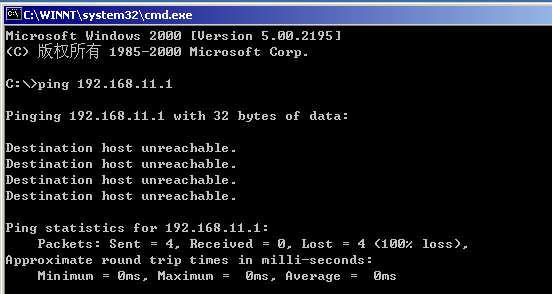 C:\WINNT\system32\cmd.exe
Microsoft Windows 2000 [Version 5.00.2195]
(C) 版权所有 1985-2000 Microsoft Corp.
C:\>ping 192.168.11.1
Pinging 192.168.11.1 with 32 bytes of data:
Destination host unreachable.
Destination host unreachable.
Destination host unreachable.
Destination host unreachable.
Ping statistics for 192.168.11.1:
    Packets: Sent = 4, Received = 0, Lost = 4 (100% loss),
Approximate round trip times in milli-seconds:
    Minimum = 0ms, Maximum =  0ms, Average =  0ms